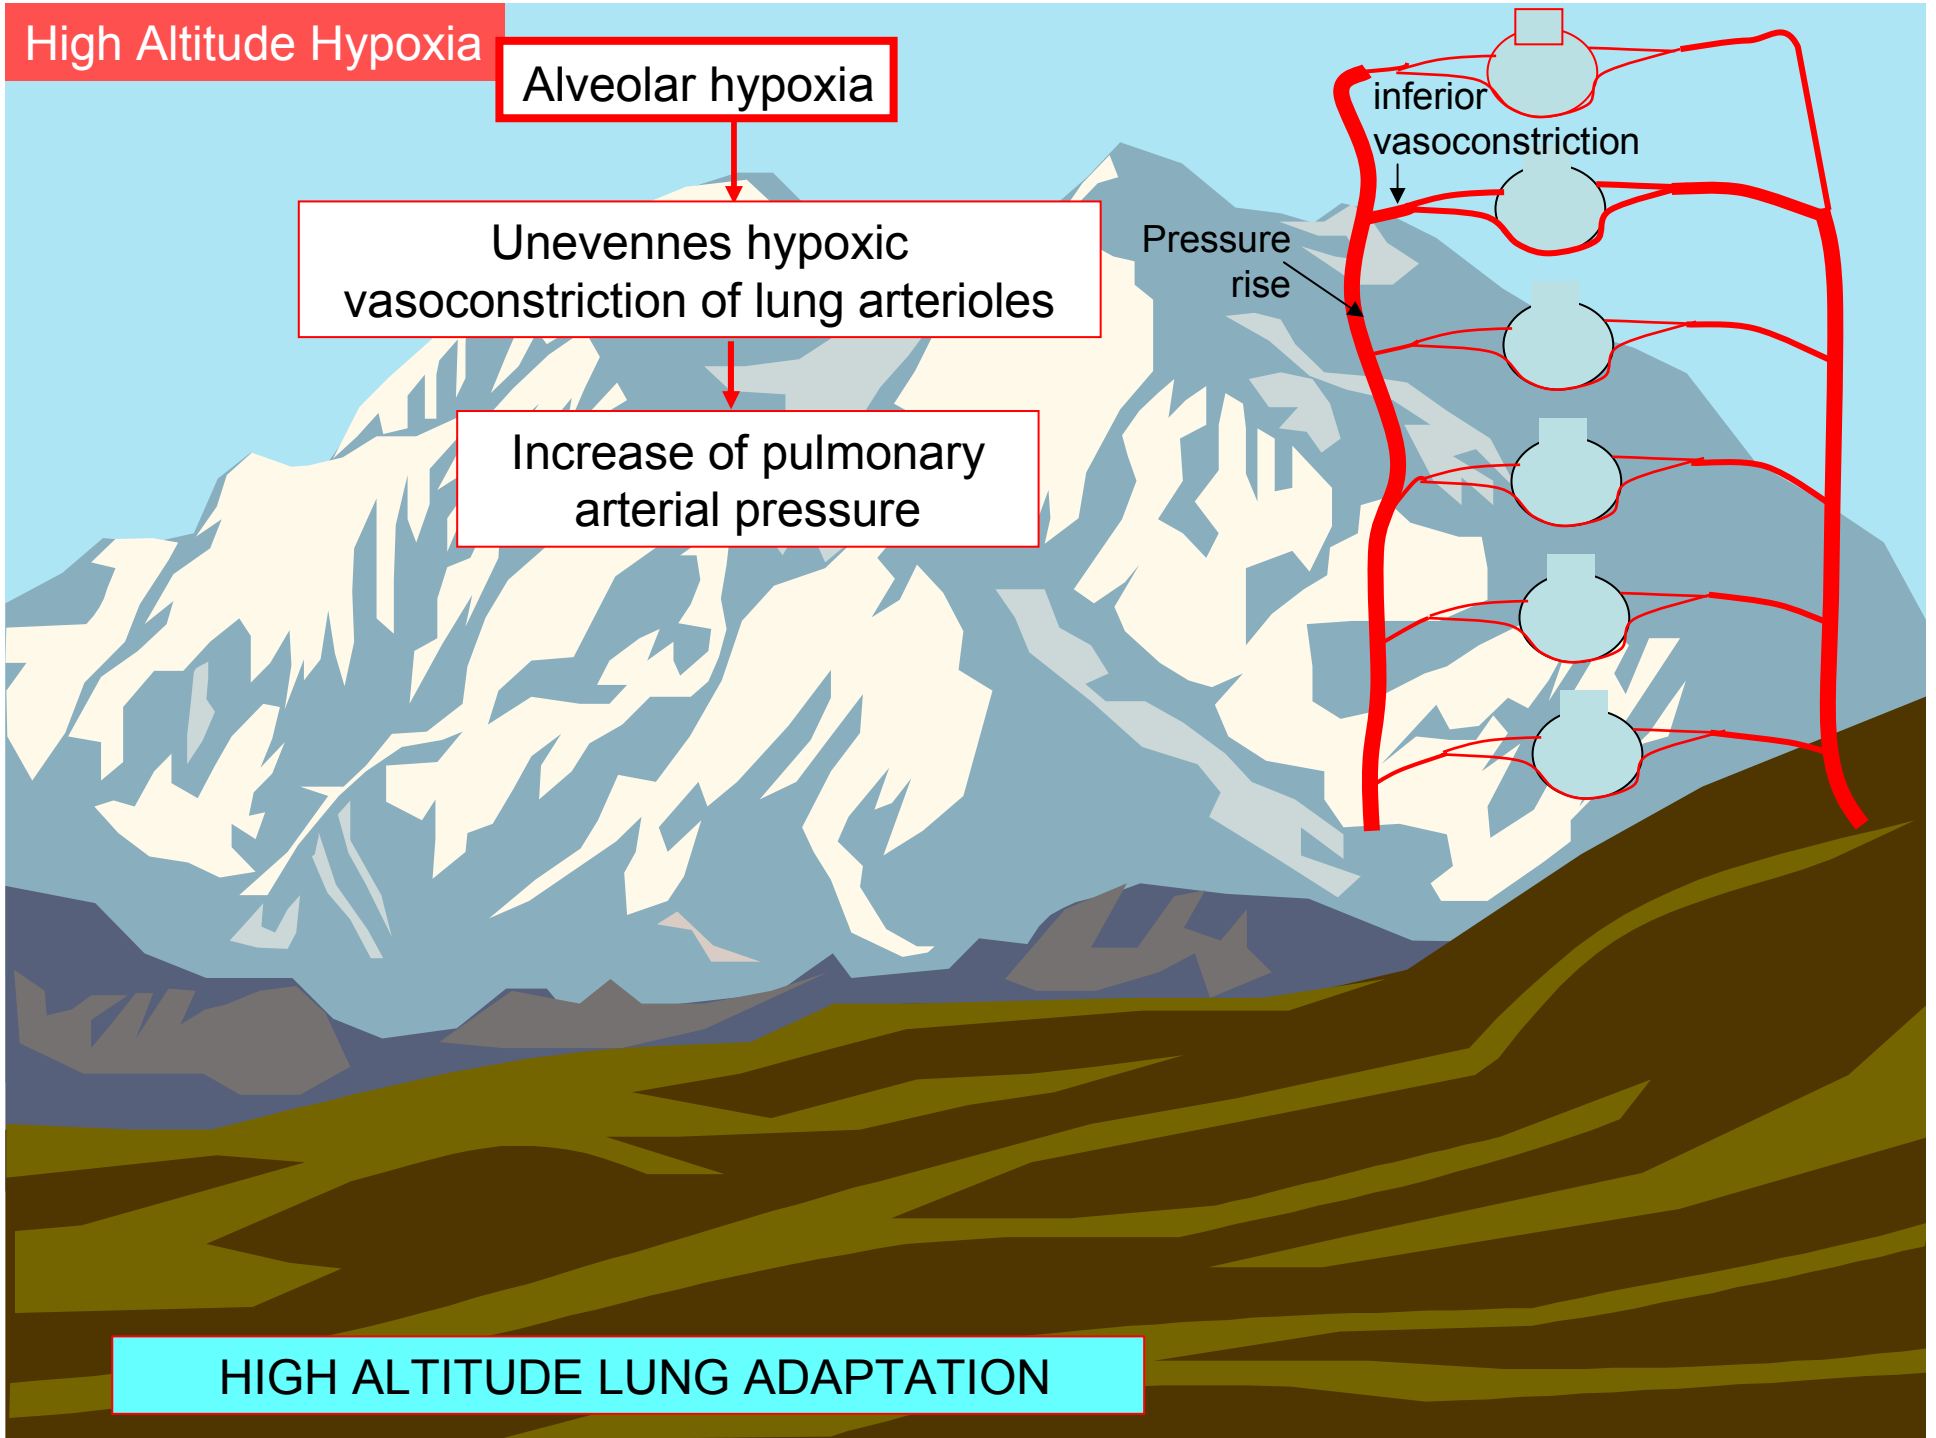 High Altitude Hypoxia
Alveolar hypoxia
Unevennes hypoxic
vasoconstriction of lung arterioles
Increase of pulmonary
arterial pressure
inferior
vasoconstriction
Pressure
rise
HIGH ALTITUDE LUNG ADAPTATION